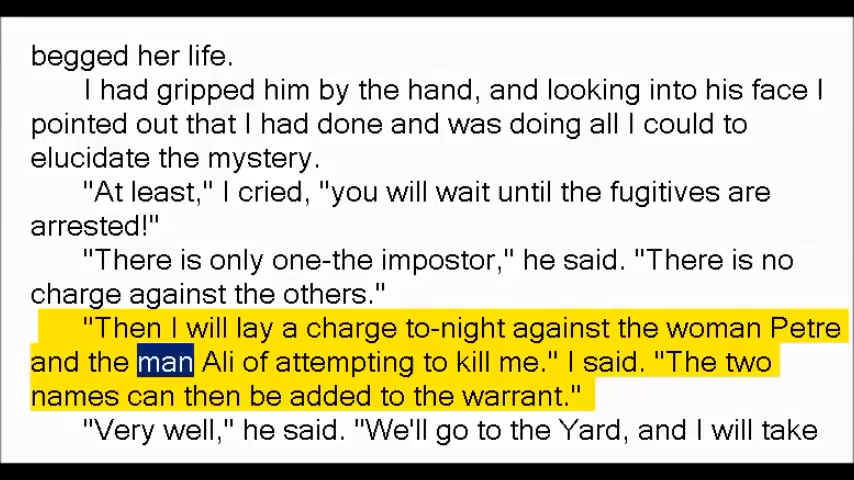 begged her life.
I had gripped him by the hand, and looking into his face I
pointed out that I had done and was doing all I could to
elucidate the mystery.
"At least," I cried, "you will wait until the fugitives are
arrested!"
"There is only one-the impostor," he said. "There is no
charge against the others."
"Then I will lay a charge to-night against the woman Petre
and the man Ali of attempting to kill me." I said. "The two
names can then be added to the warrant."
"Very well," he said. "We'll go to the Yard, and I will take